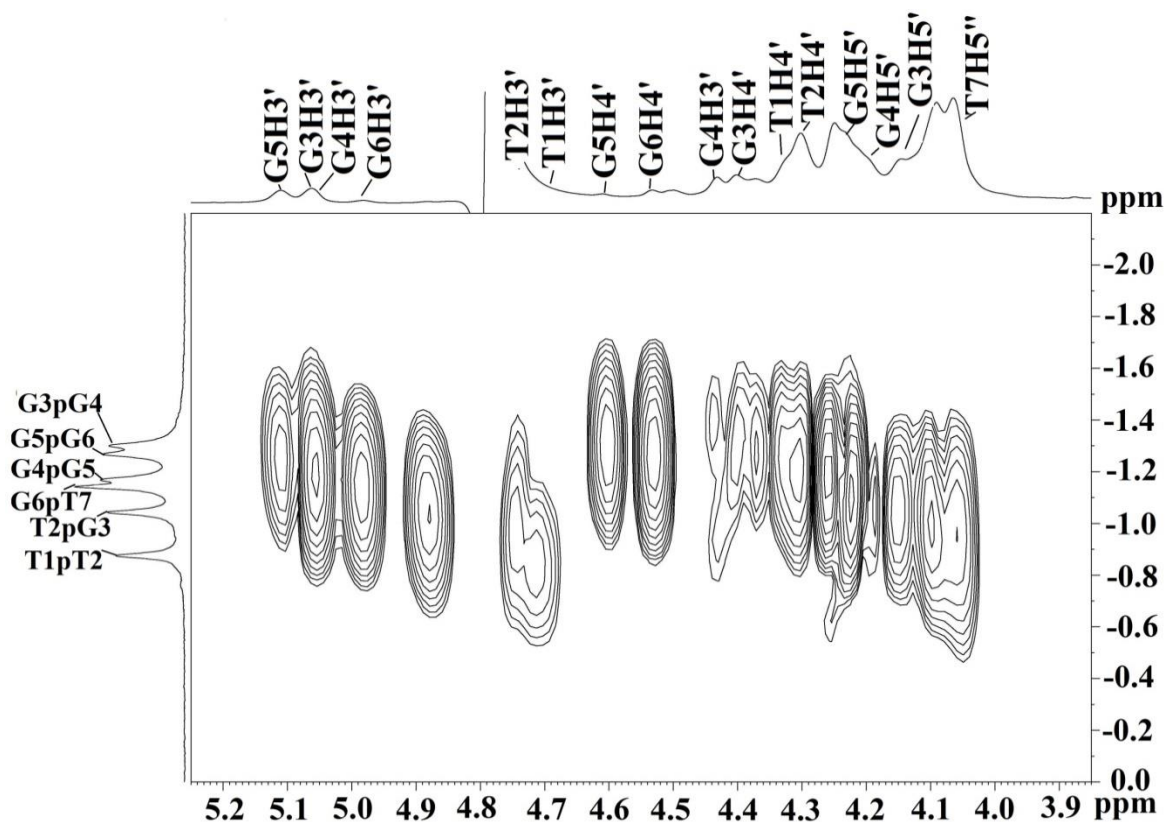 G5H3'
G3H3'
G4H3'
G6H3'
T2H3'
T1H3'
G5H4'
G6H4'
G4H3'
G3H4'
T1H4'
T2H4'
G5H5'
G4H5'
G3H5'
T7H5"
ppm
-2.0
-1.8
-1.6
G3pG4
-1.4
G5pG6
G4pG5
-1.2
G6pT7
T2pG3
-1.0
T1pT2
-0.8
-0.6
-0.4
-0.2
0.0
5.2 5.1 5.0 4.9 4.8 4.7 4.6 4.5 4.4 4.3 4.2 4.1 4.0 3.9 ppm